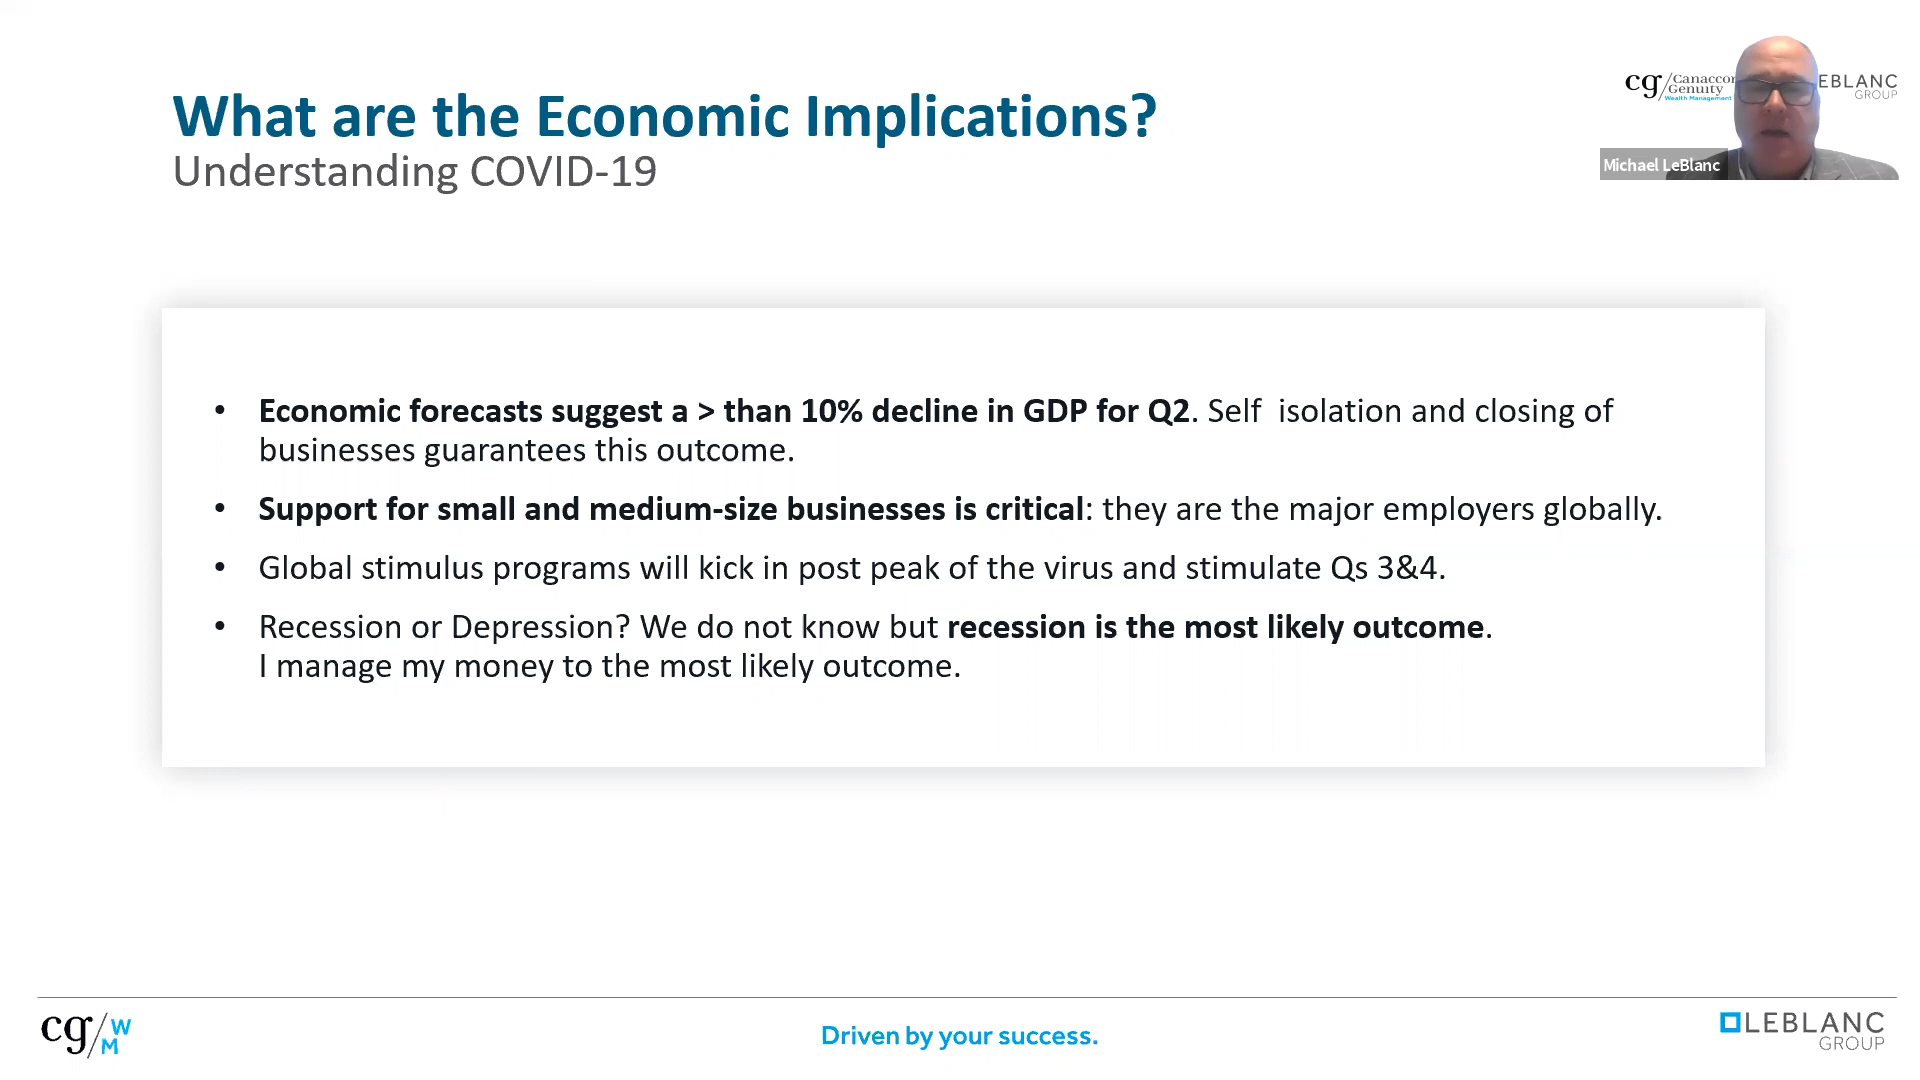 What are the Economic Implications?
Understanding COVID-19
cg/Canaccor
Genuity
Wealth Management
EBLANC
GROUP
Michael LeBlanc
• Economic forecasts suggest a > than 10% decline in GDP for Q2. Self  isolation and closing of
businesses guarantees this outcome.
• Support for small and medium-size businesses is critical: they are the major employers globally.
• Global stimulus programs will kick in post peak of the virus and stimulate Qs 3&4.
• Recession or Depression? We do not know but recession is the most likely outcome.
I manage my money to the most likely outcome.
cg/WM
Driven by your success.
LEBLANC
GROUP